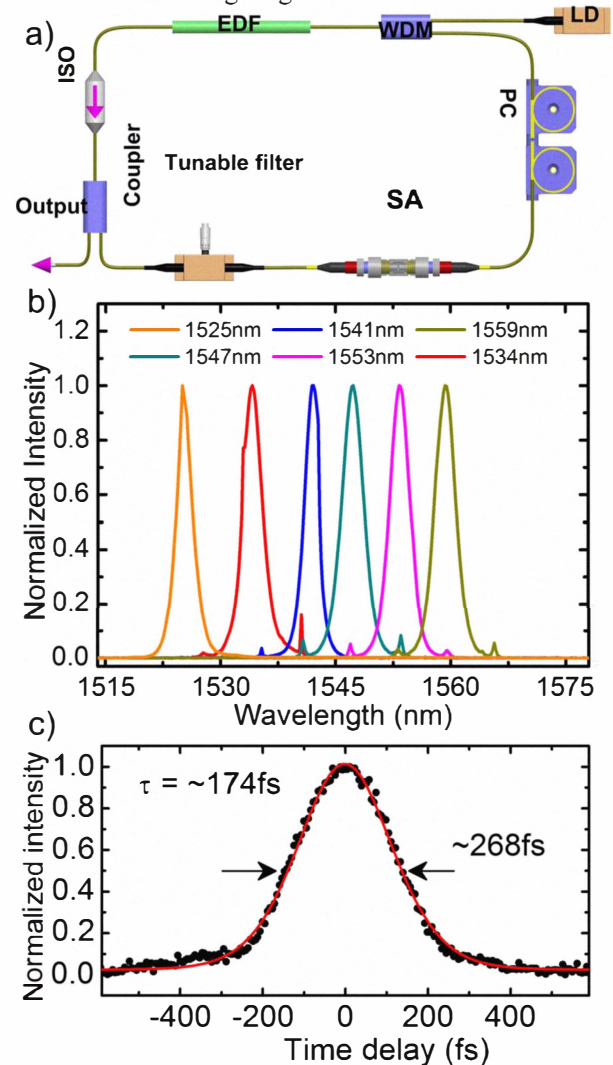 a)
EDF
WDM
LD
ISO
PC
Coupler
Tunable filter
Output
SA
b)
1525nm 1541nm 1559nm
1547nm 1553nm 1534nm
Normalized Intensity
1.2
1.0
0.8
0.6
0.4
0.2
0.0
1515 1530 1545 1560 1575
Wavelength (nm)
c)
Normalized intensity
1.0
0.8
0.6
0.4
0.2
0.0
τ = ~174fs
~268fs
-400 -200 0 200 400
Time delay (fs)